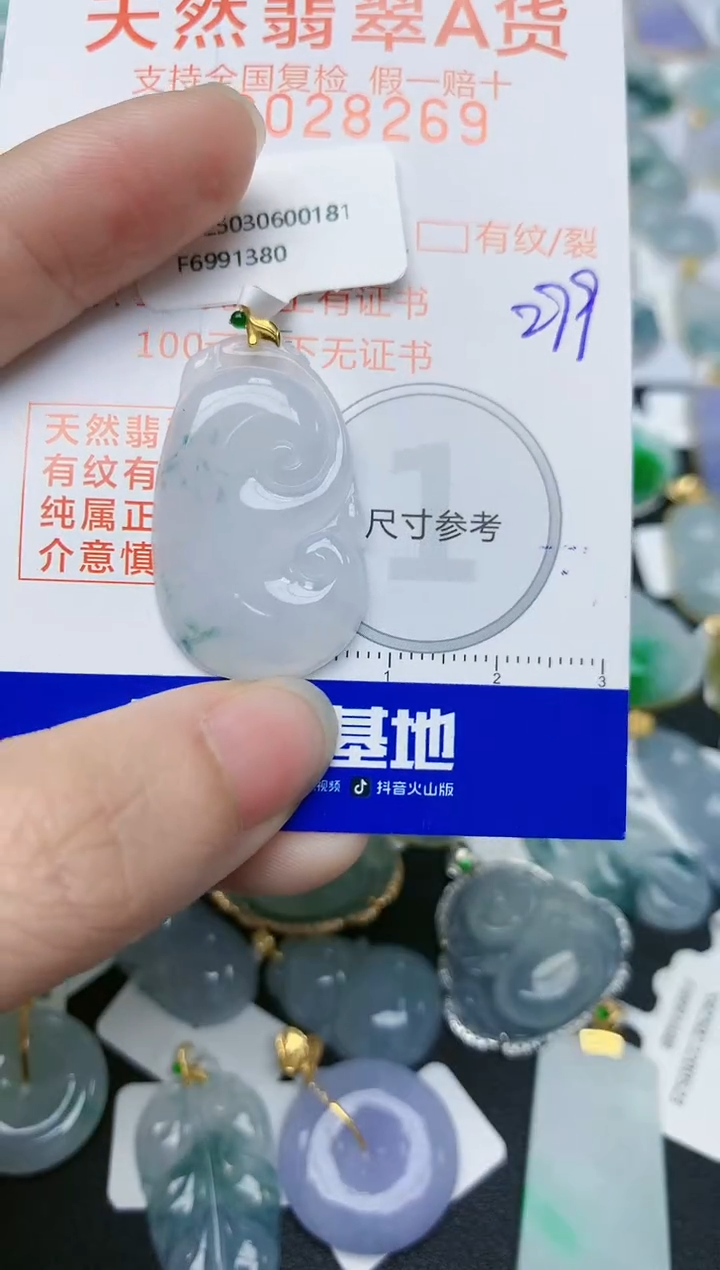 天然翡翠A货
支持全国复检 假一赔十
028269
3030600181
F6991380
有纹/裂
上有证书
299
100
下无证书
天然翡
有纹有
纯属正
介意慎
1
尺寸参考
1 2 3
基地
视频 抖音火山版